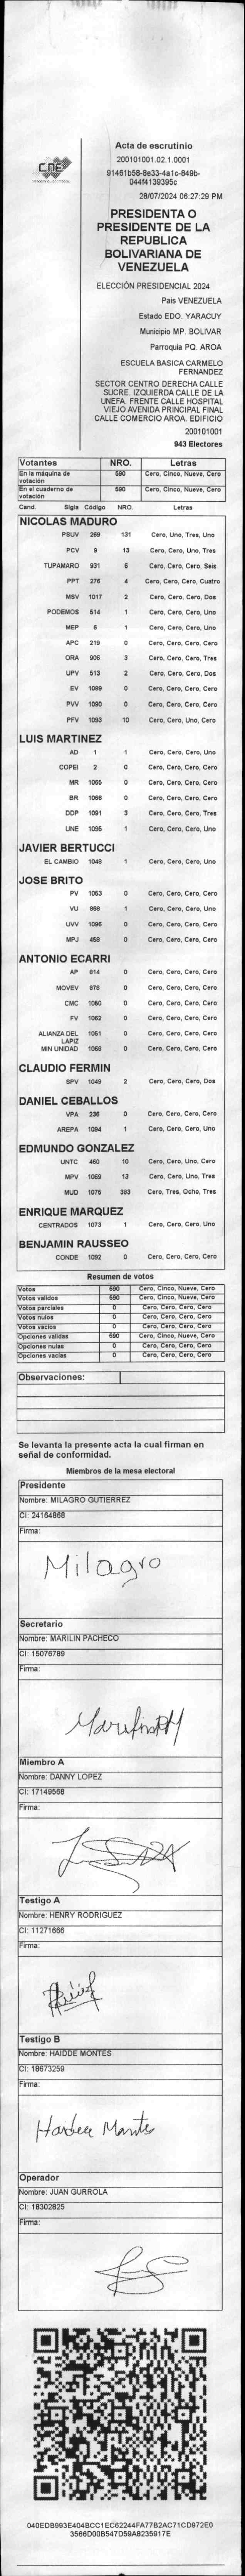 CNE
Acta de escrutinio
200101001.02.1.0001
91461b58-8e33-4a1c-849b-
044f4139395c
28/07/2024 06:27:29 PM
PRESIDENTA O
PRESIDENTE DE LA
REPUBLICA
BOLIVARIANA DE
VENEZUELA
ELECCIÓN PRESIDENCIAL 2024
Pais VENEZUELA
Estado EDO. YARACUY
Municipio MP. BOLIVAR
Parroquia PQ. AROA
ESCUELA BASICA CARMELO
FERNANDEZ
SECTOR CENTRO DERECHA CALLE
SUCRE. IZQUIERDA CALLE DE LA
UNEFA. FRENTE CALLE HOSPITAL
VIEJO AVENIDA PRINCIPAL FINAL
CALLE COMERCIO AROA. EDIFICIO
200101001
943 Electores
Votantes NRO. Letras
En la máquina de votación 590 Cero, Cinco, Nueve, Cero
En el cuaderno de votación 590 Cero, Cinco, Nueve, Cero
Cand. Sigla Código NRO. Letras
NICOLAS MADURO
PSUV 269 131 Cero, Uno, Tres, Uno
PCV 9 13 Cero, Cero, Uno, Tres
TUPAMARO 931 6 Cero, Cero, Cero, Seis
PPT 276 4 Cero, Cero, Cero, Cuatro
MSV 1017 2 Cero, Cero, Cero, Dos
PODEMOS 514 1 Cero, Cero, Cero, Uno
MEP 6 1 Cero, Cero, Cero, Uno
APC 219 0 Cero, Cero, Cero, Cero
ORA 906 3 Cero, Cero, Cero, Tres
UPV 513 2 Cero, Cero, Cero, Dos
EV 1089 0 Cero, Cero, Cero, Cero
PVV 1090 0 Cero, Cero, Cero, Cero
PFV 1093 10 Cero, Cero, Uno, Cero
LUIS MARTINEZ
AD 1 1 Cero, Cero, Cero, Uno
COPEI 2 0 Cero, Cero, Cero, Cero
MR 1065 0 Cero, Cero, Cero, Cero
BR 1066 0 Cero, Cero, Cero, Cero
DDP 1091 3 Cero, Cero, Cero, Tres
UNE 1095 1 Cero, Cero, Cero, Uno
JAVIER BERTUCCI
EL CAMBIO 1048 1 Cero, Cero, Cero, Uno
JOSE BRITO
PV 1053 0 Cero, Cero, Cero, Cero
VU 868 1 Cero, Cero, Cero, Uno
UVV 1096 0 Cero, Cero, Cero, Cero
MPJ 458 0 Cero, Cero, Cero, Cero
ANTONIO ECARRI
AP 814 0 Cero, Cero, Cero, Cero
MOVEV 878 0 Cero, Cero, Cero, Cero
CMC 1050 0 Cero, Cero, Cero, Cero
FV 1062 0 Cero, Cero, Cero, Cero
ALIANZA DEL LAPIZ 1051 0 Cero, Cero, Cero, Cero
MIN UNIDAD 1068 0 Cero, Cero, Cero, Cero
CLAUDIO FERMIN
SPV 1049 2 Cero, Cero, Cero, Dos
DANIEL CEBALLOS
VPA 236 0 Cero, Cero, Cero, Cero
AREPA 1094 1 Cero, Cero, Cero, Uno
EDMUNDO GONZALEZ
UNTC 460 10 Cero, Cero, Uno, Cero
MPV 1069 13 Cero, Cero, Uno, Tres
MUD 1075 383 Cero, Tres, Ocho, Tres
ENRIQUE MARQUEZ
CENTRADOS 1073 1 Cero, Cero, Cero, Uno
BENJAMIN RAUSSEO
CONDE 1092 0 Cero, Cero, Cero, Cero
Resumen de votos
Votos 590 Cero, Cinco, Nueve, Cero
Votos validos 590 Cero, Cinco, Nueve, Cero
Votos parciales 0 Cero, Cero, Cero, Cero
Votos nulos 0 Cero, Cero, Cero, Cero
Votos vacios 0 Cero, Cero, Cero, Cero
Opciones validas 590 Cero, Cinco, Nueve, Cero
Opciones nulas 0 Cero, Cero, Cero, Cero
Opciones vacias 0 Cero, Cero, Cero, Cero
Observaciones:
Se levanta la presente acta la cual firman en
señal de conformidad.
Miembros de la mesa electoral
Presidente
Nombre: MILAGRO GUTIERREZ
CI: 24164868
Firma:
Milagro
Secretario
Nombre: MARILIN PACHECO
CI: 15076789
Firma:
Miembro A
Nombre: DANNY LOPEZ
CI: 17149568
Firma:
Testigo A
Nombre: HENRY RODRIGUEZ
CI: 11271666
Firma:
Testigo B
Nombre: HAIDDE MONTES
CI: 18673259
Firma:
Operador
Nombre: JUAN GURROLA
CI: 18302825
Firma:
040EDB993E404BCC1EC62244FA77B2AC71CD972E0
3566D00B547D59A8235917E